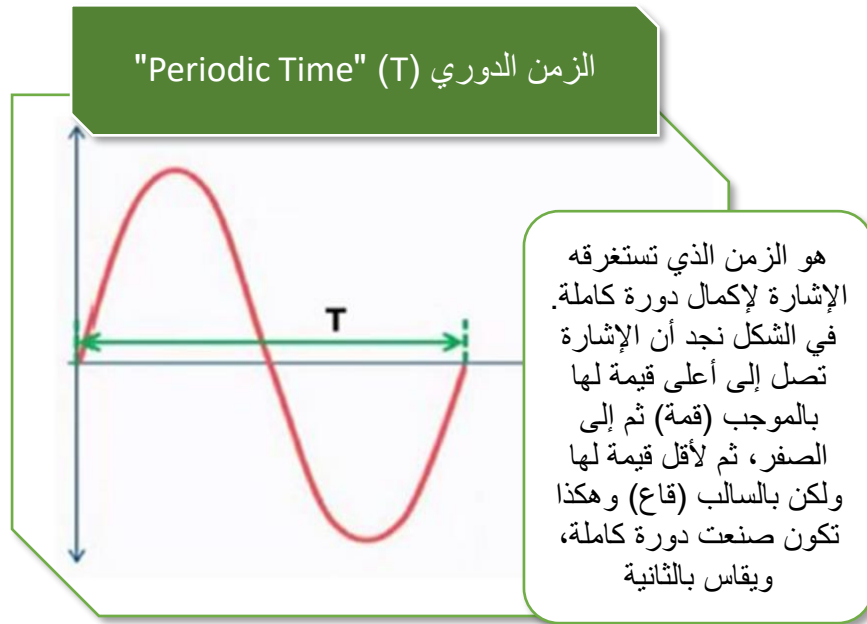 الزمن الدوري (T) "Periodic Time"
T
هو الزمن الذي تستغرقه
الإشارة لإكمال دورة كاملة.
في الشكل نجد أن الإشارة
تصل إلى أعلى قيمة لها
بالموجب (قمة) ثم إلى
الصفر، ثم لأقل قيمة لها
ولكن بالسالب (قاع) وهكذا
تكون صنعت دورة كاملة،
ويقاس بالثانية